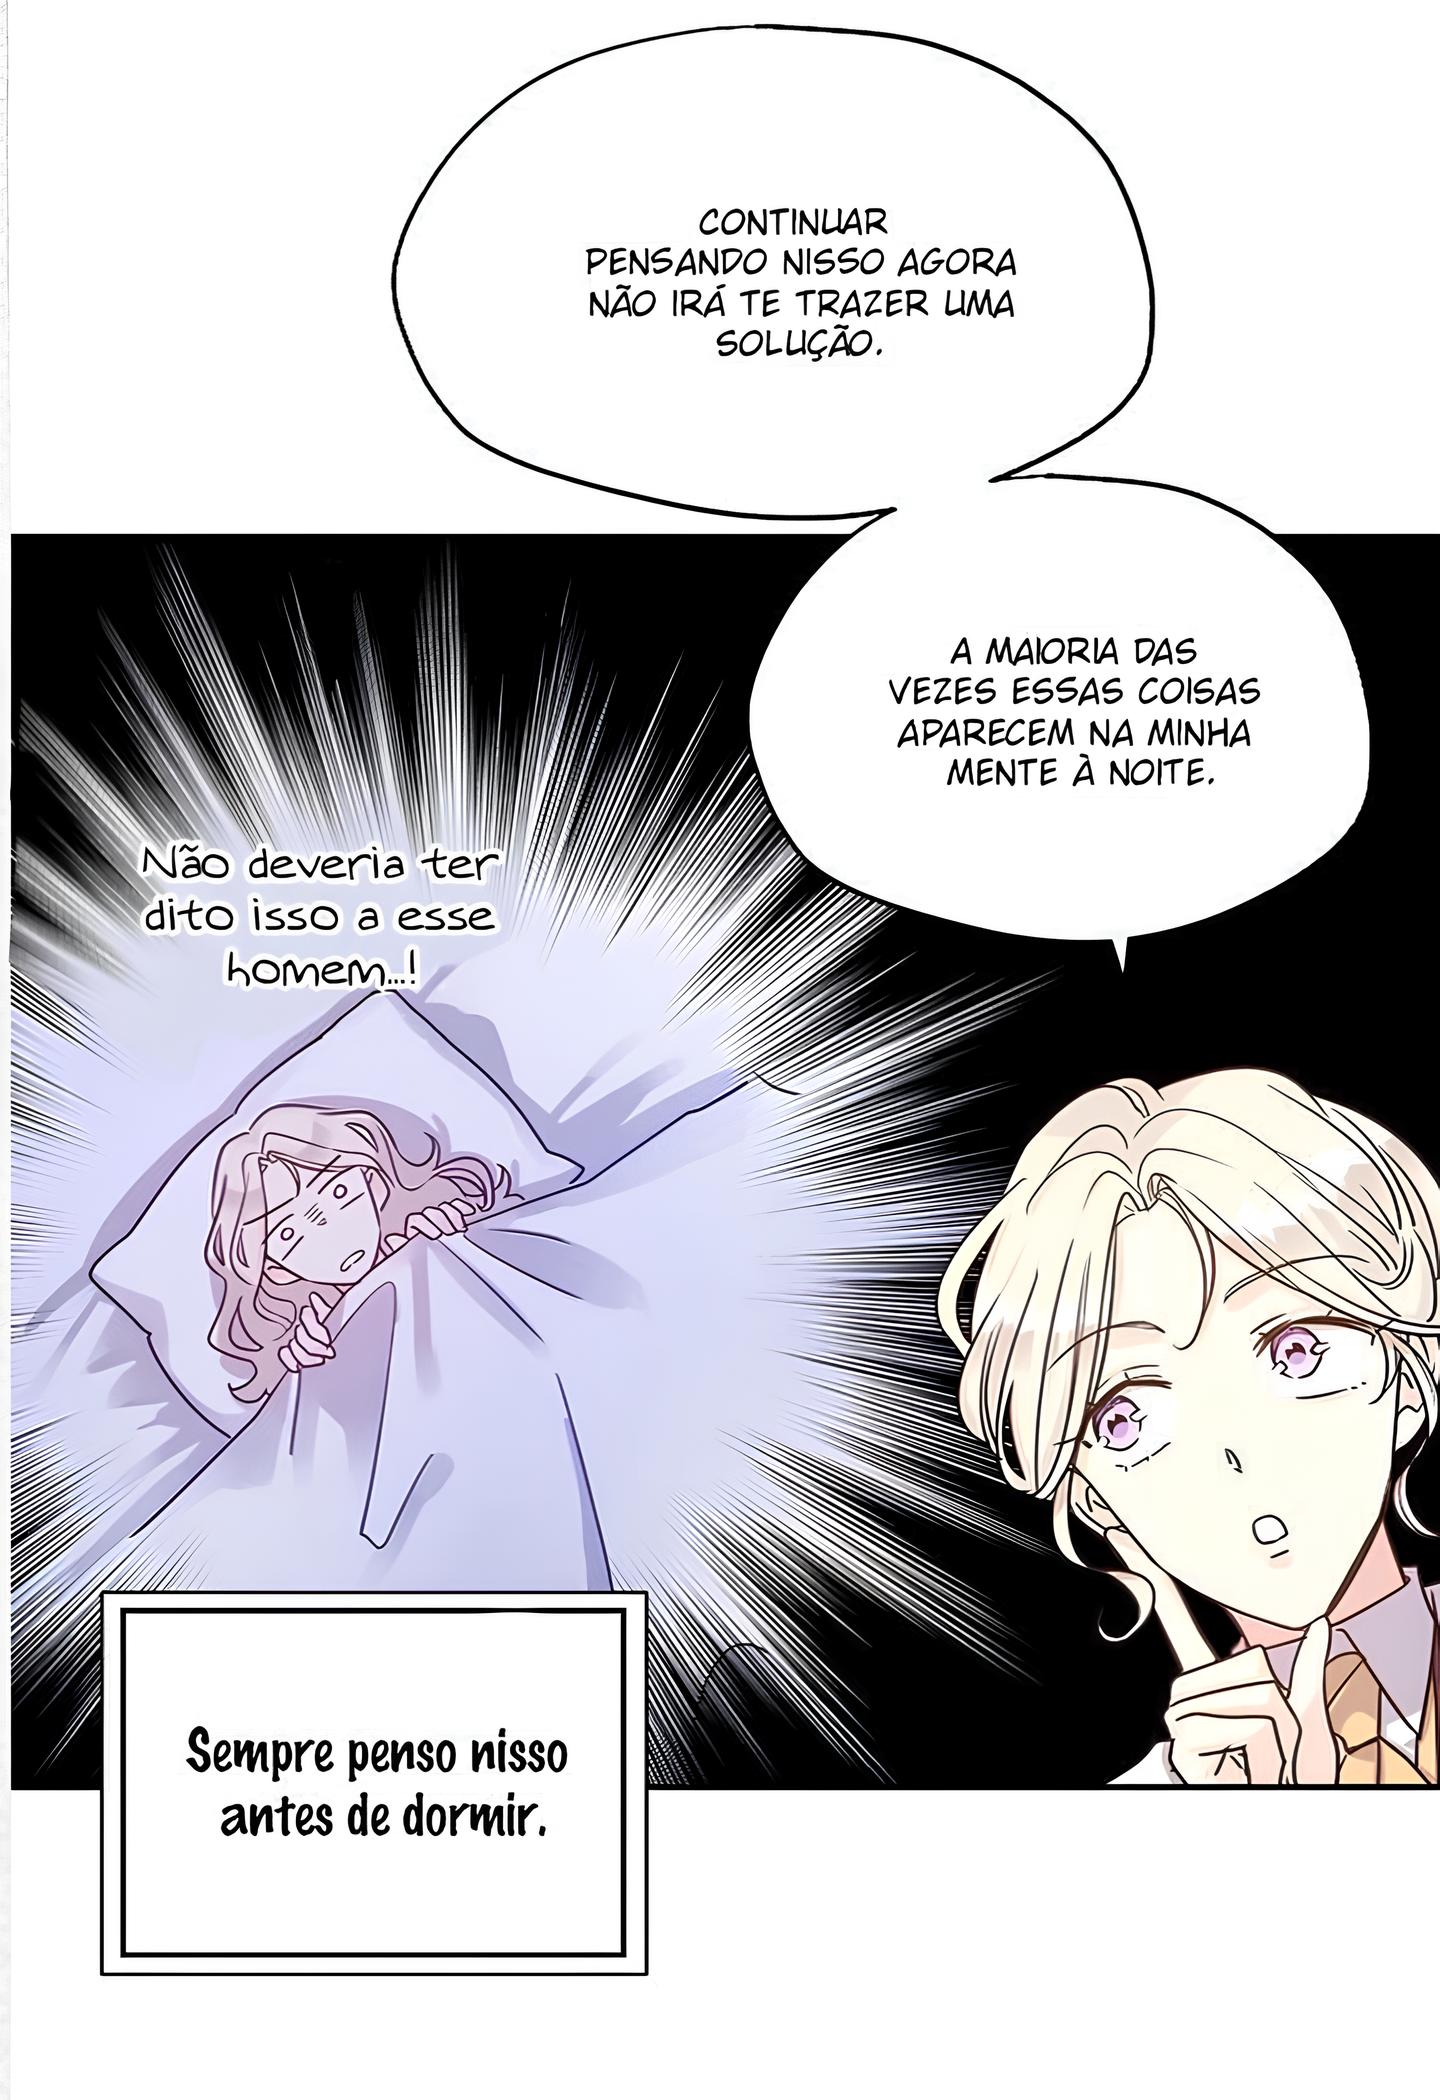 CONTINUAR
PENSANDO NISSO AGORA
NÃO IRÁ TE TRAZER UMA
SOLUÇÃO.
A MAIORIA DAS
VEZES ESSAS COISAS
APARECEM NA MINHA
MENTE À NOITE.
Não deveria ter
dito isso a esse
homem...!
Sempre penso nisso
antes de dormir.